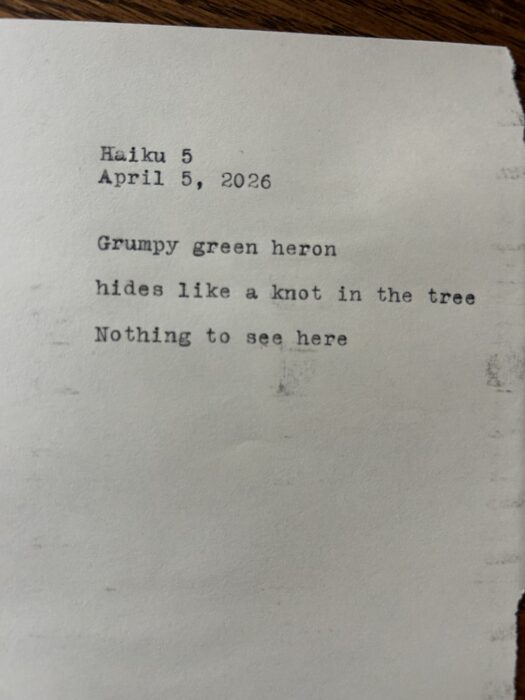 Haiku 5
April 5, 2026
Grumpy green heron
hides like a knot in the tree
Nothing to see here